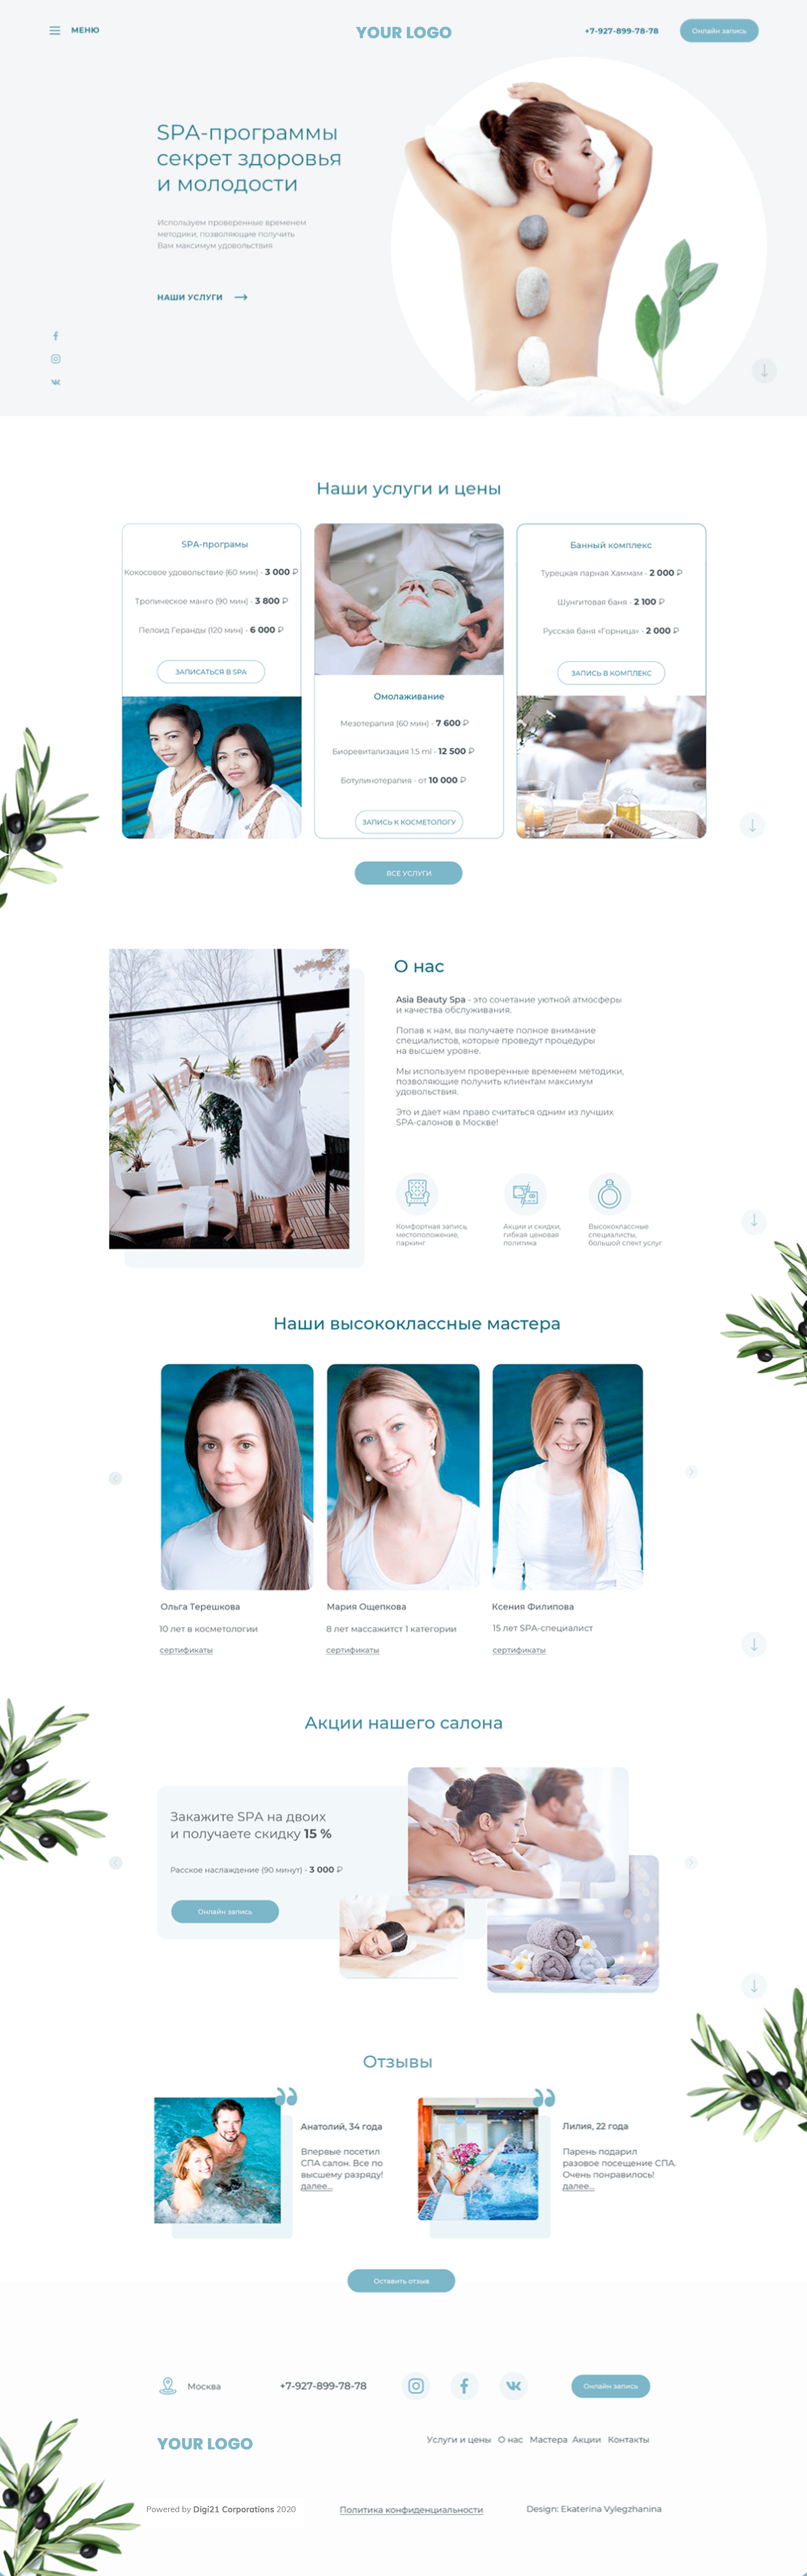 МЕНЮ
YOUR LOGO
+7-927-899-78-78
Онлайн запись
SPA-программы
секрет здоровья
и молодости
Используем проверенные временем
методики, позволяющие получить
Вам максимум удовольствия
НАШИ УСЛУГИ
Наши услуги и цены
SPA-програмы
Кокосовое удовольствие (60 мин) - 3 000 ₽
Тропическое манго (90 мин) - 3 800 ₽
Пелоид Геранды (120 мин) - 6 000 ₽
ЗАПИСАТЬСЯ В SPA
Омолаживание
Мезотерапия (60 мин) - 7 600 ₽
Биоревитализация 1.5 ml - 12 500 ₽
Ботулинотерапия - от 10 000 ₽
ЗАПИСЬ К КОСМЕТОЛОГУ
Банный комплекс
Турецкая парная Хаммам - 2 000 ₽
Шунгитовая баня - 2 100 ₽
Русская баня «Горница» - 2 000 ₽
ЗАПИСЬ В КОМПЛЕКС
ВСЕ УСЛУГИ
О нас
Asia Beauty Spa - это сочетание уютной атмосферы
и качества обслуживания.
Попав к нам, вы получаете полное внимание
специалистов, которые проведут процедуры
на высшем уровне.
Мы используем проверенные временем методики,
позволяющие получить клиентам максимум
удовольствия.
Это и дает нам право считаться одним из лучших
SPA-салонов в Москве!
Комфортная запись,
местоположение,
паркинг
Акции и скидки,
гибкая ценовая
политика
Высококлассные
специалисты,
большой спект услуг
Наши высококлассные мастера
Ольга Терешкова
10 лет в косметологии
сертификаты
Мария Ощепкова
8 лет массажитст 1 категории
сертификаты
Ксения Филипова
15 лет SPA-специалист
сертификаты
Акции нашего салона
Закажите SPA на двоих
и получаете скидку 15 %
Расское наслаждение (90 минут) - 3 000 ₽
Онлайн запись
Отзывы
Анатолий, 34 года
Впервые посетил
СПА салон. Все по
высшему разряду!
далее...
Лилия, 22 года
Парень подарил
разовое посещение СПА.
Очень понравилось!
далее...
Оставить отзыв
Москва
+7-927-899-78-78
Онлайн запись
YOUR LOGO
Услуги и цены О нас Мастера Акции Контакты
Powered by Digi21 Corporations 2020
Политика конфиденциальности
Design: Ekaterina Vylegzhanina